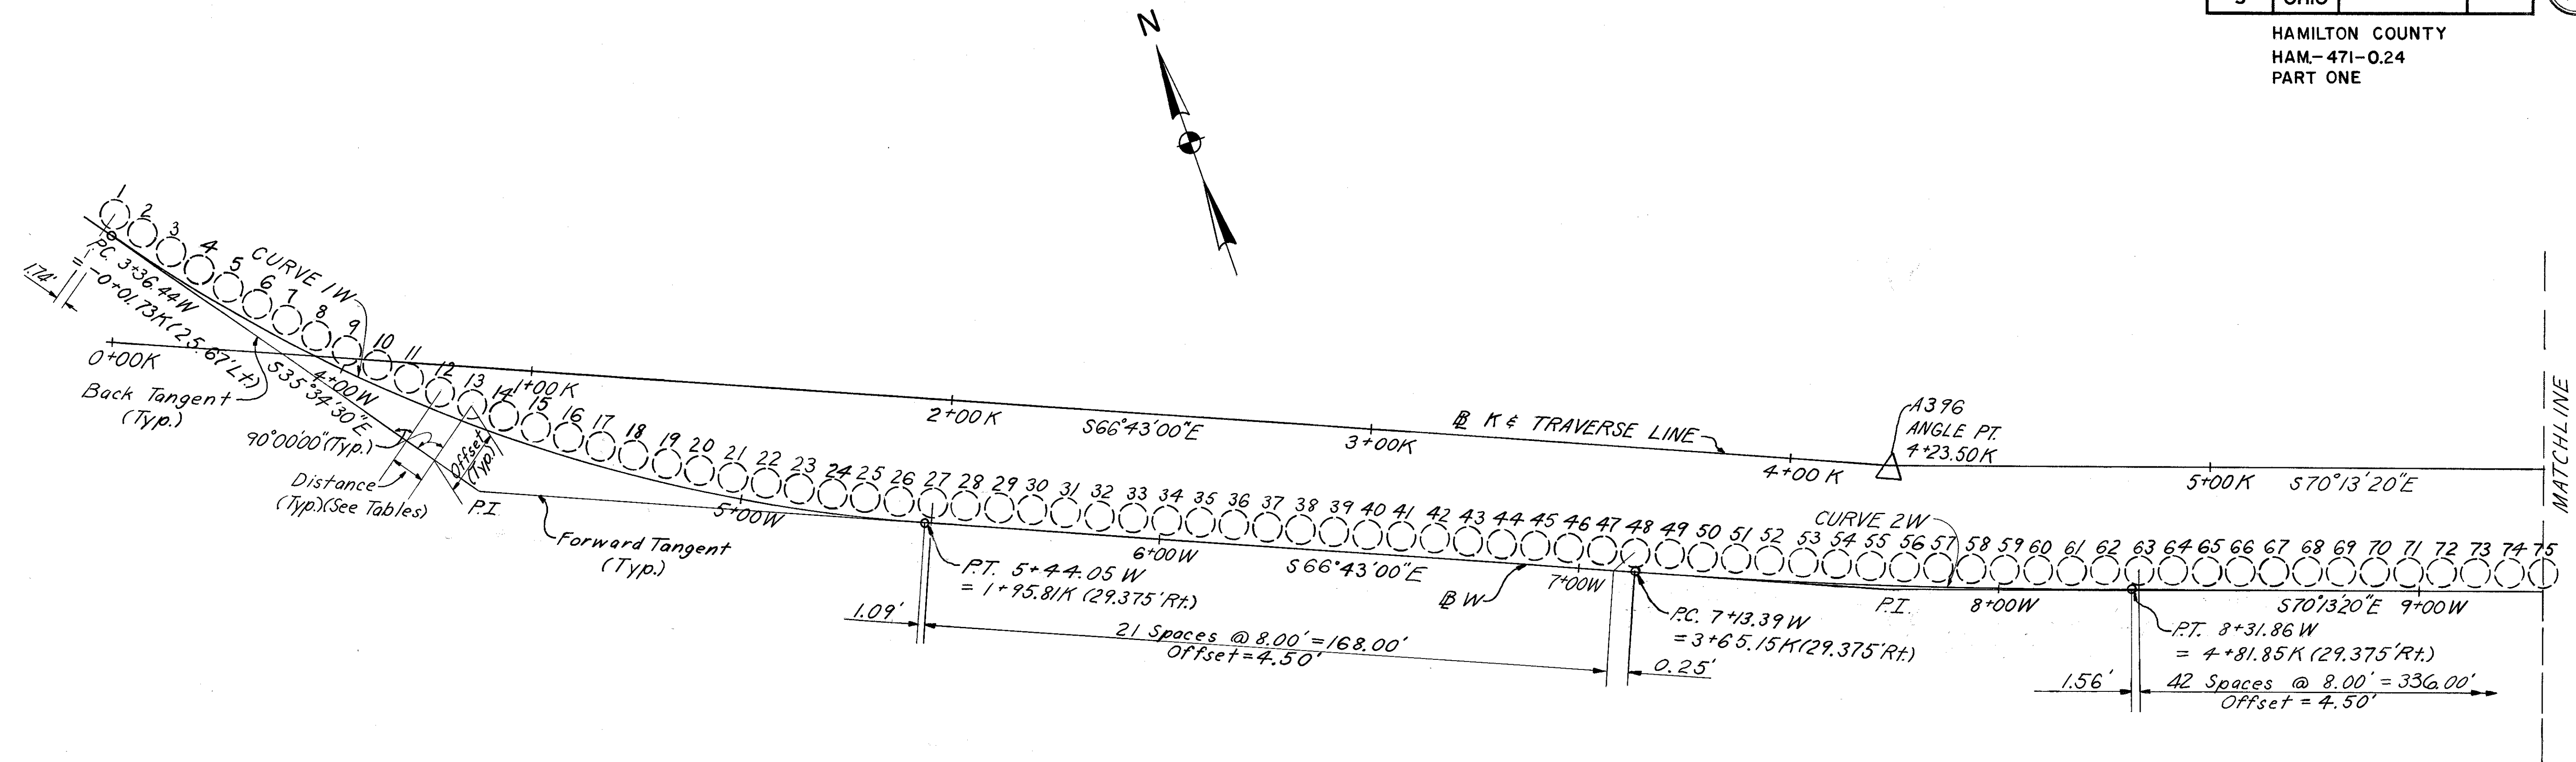 OHIO
HAMILTON COUNTY
HAM.-471-0.24
PART ONE
N
1 2 3 4 5 6 7 8 9 10 11 12 13 14 15 16 17 18 19 20 21 22 23 24 25 26 27 28 29 30 31 32 33 34 35 36 37 38 39 40 41 42 43 44 45 46 47 48 49 50 51 52 53 54 55 56 57 58 59 60 61 62 63 64 65 66 67 68 69 70 71 72 73 74 75
CURVE 1W
1.74'
P.C. 3+36.44W
= -0+01.73K (25.67' Lt.)
0+00K
S35°34'30"E
4+00W
1+00K
Back Tangent
(Typ.)
90°00'00" (Typ.)
Offset
(Typ.)
Distance
(Typ.)(See Tables)
P.I.
Forward Tangent
(Typ.)
2+00K
S66°43'00"E
3+00K
℄ K & TRAVERSE LINE
4+00K
A396
ANGLE PT.
4+23.50K
5+00K
S70°13'20"E
MATCHLINE
5+00W
P.T. 5+44.05 W
= 1+95.81K (29.375' Rt.)
1.09'
21 Spaces @ 8.00' = 168.00'
Offset = 4.50'
6+00W
S66°43'00"E
℄ W
7+00W
P.C. 7+13.39 W
= 3+65.15K (29.375' Rt.)
0.25'
CURVE 2W
P.I.
8+00W
P.T. 8+31.86 W
= 4+81.85K (29.375' Rt.)
S70°13'20"E
9+00W
1.56'
42 Spaces @ 8.00' = 336.00'
Offset = 4.50'